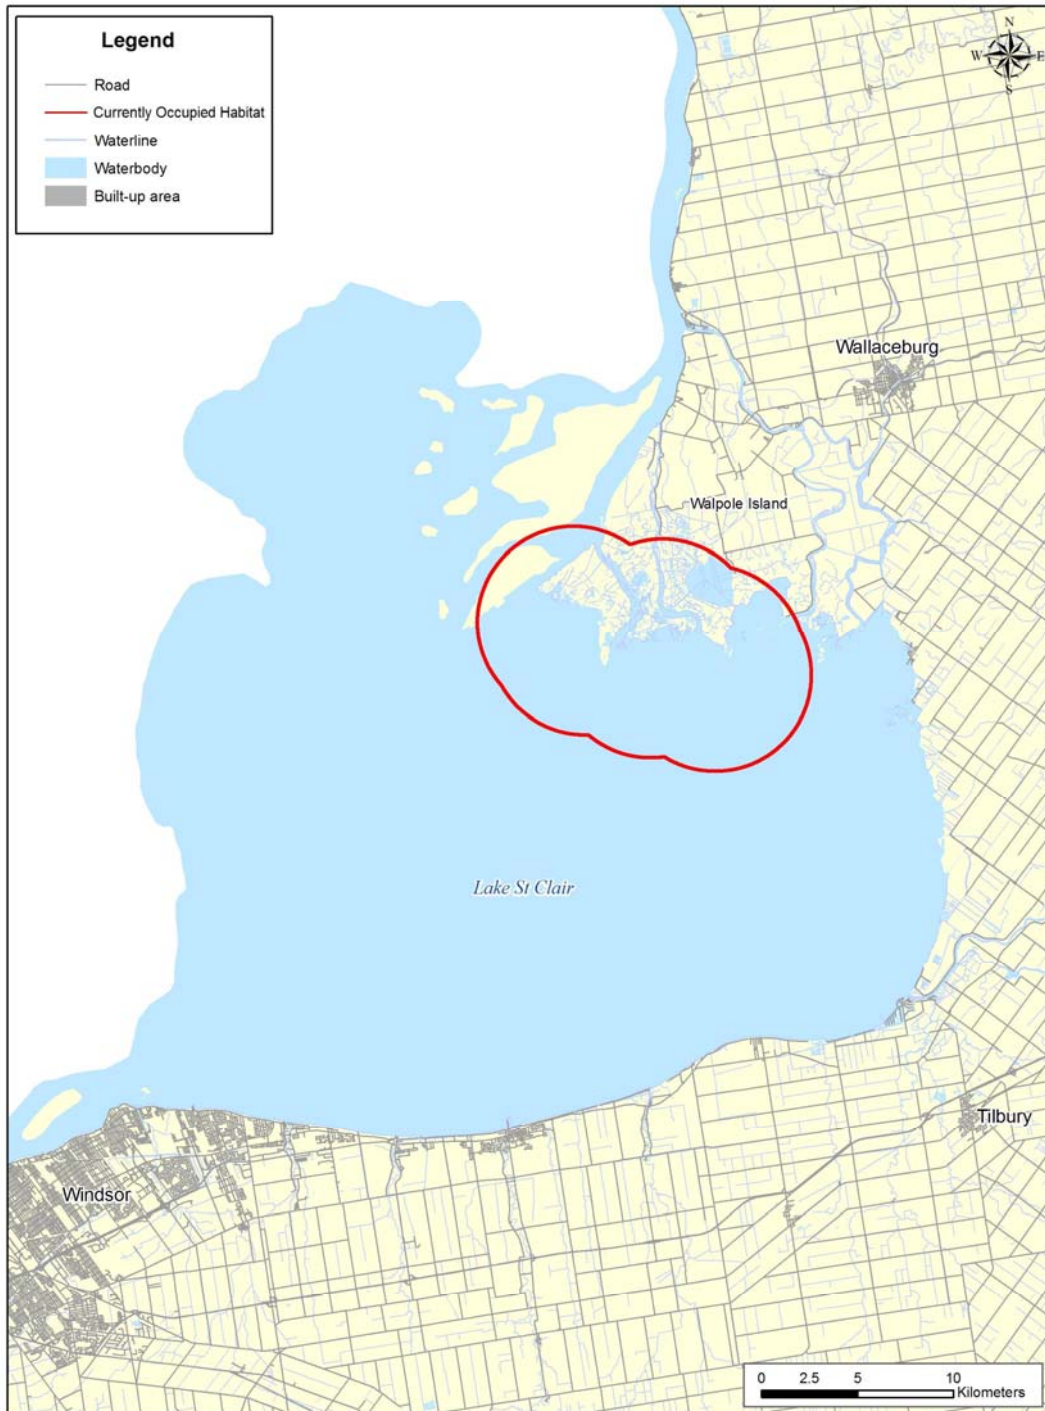 Legend
Road
Currently Occupied Habitat
Waterline
Waterbody
Built-up area
N
W E
S
Wallaceburg
Walpole Island
Lake St Clair
Tilbury
Windsor
0 2.5 5 10
Kilometers